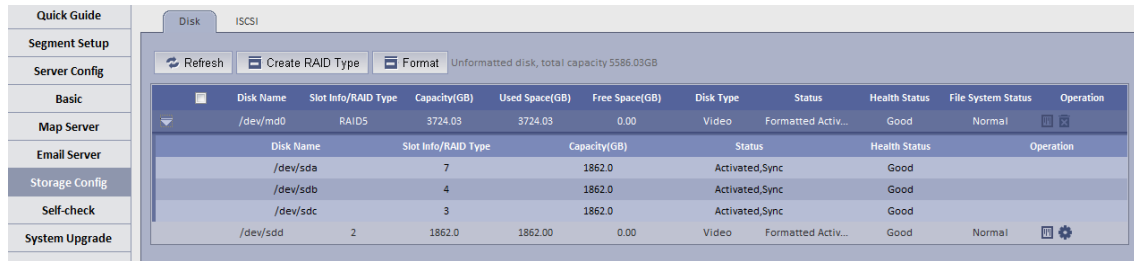 Quick Guide
Segment Setup
Server Config
Basic
Map Server
Email Server
Storage Config
Self-check
System Upgrade
Disk ISCSI
Refresh Create RAID Type Format Unformatted disk, total capacity 5586.03GB
Disk Name Slot Info/RAID Type Capacity(GB) Used Space(GB) Free Space(GB) Disk Type Status Health Status File System Status Operation
/dev/md0 RAID5 3724.03 3724.03 0.00 Video Formatted Activ... Good Normal
Disk Name Slot Info/RAID Type Capacity(GB) Status Health Status Operation
/dev/sda 7 1862.0 Activated,Sync Good
/dev/sdb 4 1862.0 Activated,Sync Good
/dev/sdc 3 1862.0 Activated,Sync Good
/dev/sdd 2 1862.0 1862.00 0.00 Video Formatted Activ... Good Normal